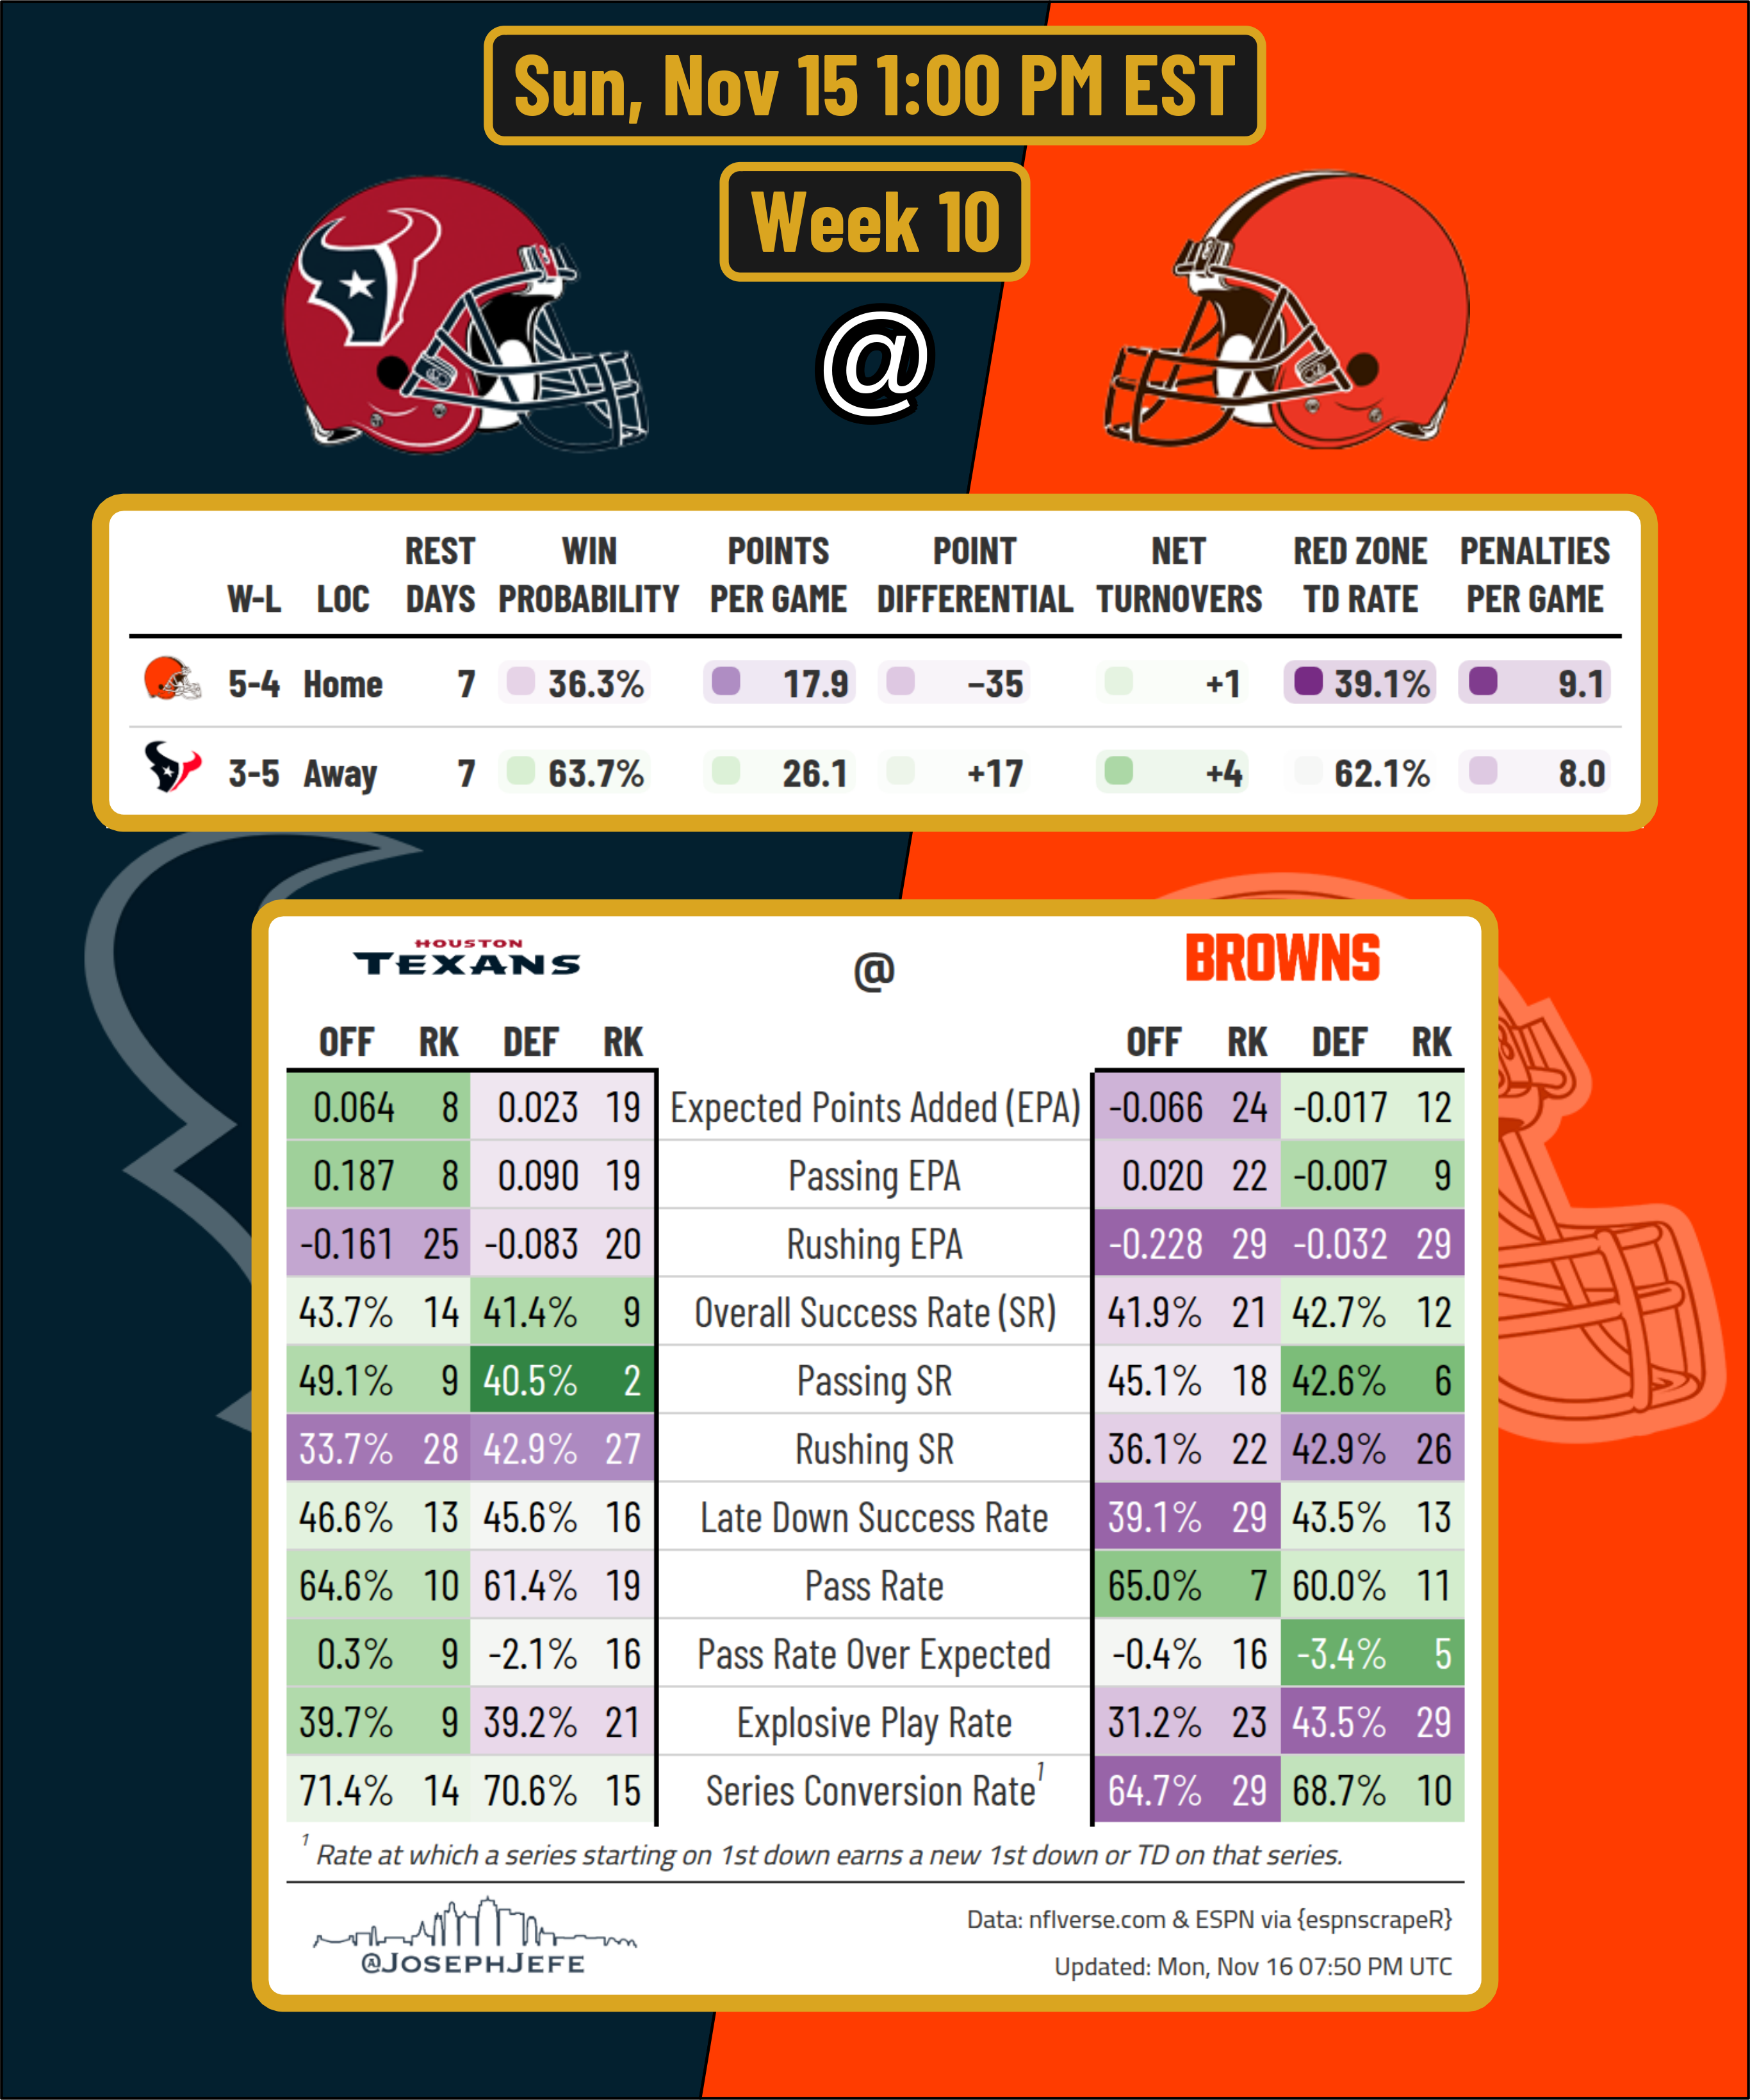 Sun, Nov 15 1:00 PM EST
Week 10
@
REST WIN POINTS POINT NET RED ZONE PENALTIES
W-L LOC DAYS PROBABILITY PER GAME DIFFERENTIAL TURNOVERS TD RATE PER GAME
5-4 Home 7 36.3% 17.9 −35 +1 39.1% 9.1
3-5 Away 7 63.7% 26.1 +17 +4 62.1% 8.0
HOUSTON
TEXANS @ BROWNS
OFF RK DEF RK OFF RK DEF RK
0.064 8 0.023 19 Expected Points Added (EPA) -0.066 24 -0.017 12
0.187 8 0.090 19 Passing EPA 0.020 22 -0.007 9
-0.161 25 -0.083 20 Rushing EPA -0.228 29 -0.032 29
43.7% 14 41.4% 9 Overall Success Rate (SR) 41.9% 21 42.7% 12
49.1% 9 40.5% 2 Passing SR 45.1% 18 42.6% 6
33.7% 28 42.9% 27 Rushing SR 36.1% 22 42.9% 26
46.6% 13 45.6% 16 Late Down Success Rate 39.1% 29 43.5% 13
64.6% 10 61.4% 19 Pass Rate 65.0% 7 60.0% 11
0.3% 9 -2.1% 16 Pass Rate Over Expected -0.4% 16 -3.4% 5
39.7% 9 39.2% 21 Explosive Play Rate 31.2% 23 43.5% 29
71.4% 14 70.6% 15 Series Conversion Rate¹ 64.7% 29 68.7% 10
¹ Rate at which a series starting on 1st down earns a new 1st down or TD on that series.
@JOSEPHJEFE
Data: nflverse.com & ESPN via {espnscrapeR}
Updated: Mon, Nov 16 07:50 PM UTC